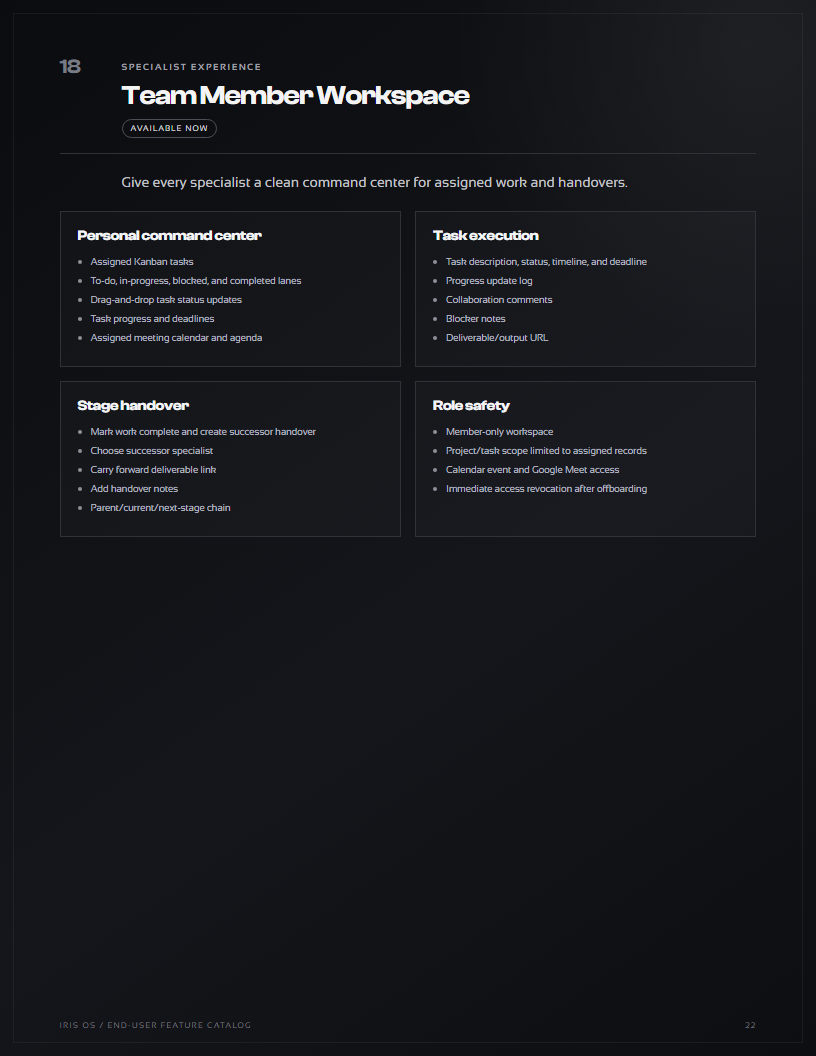 18
SPECIALIST EXPERIENCE
Team Member Workspace
AVAILABLE NOW
Give every specialist a clean command center for assigned work and handovers.
Personal command center
Assigned Kanban tasks
To-do, in-progress, blocked, and completed lanes
Drag-and-drop task status updates
Task progress and deadlines
Assigned meeting calendar and agenda
Task execution
Task description, status, timeline, and deadline
Progress update log
Collaboration comments
Blocker notes
Deliverable/output URL
Stage handover
Mark work complete and create successor handover
Choose successor specialist
Carry forward deliverable link
Add handover notes
Parent/current/next-stage chain
Role safety
Member-only workspace
Project/task scope limited to assigned records
Calendar event and Google Meet access
Immediate access revocation after offboarding
IRIS OS / END-USER FEATURE CATALOG
22